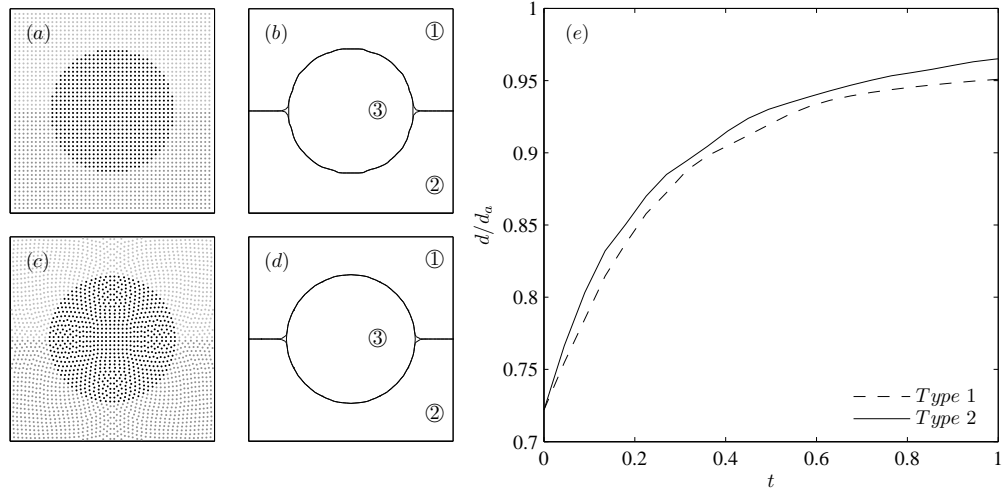 (a)
(b)
①
③
②
(c)
(d)
①
③
②
(e)
d/dₐ
1
0.95
0.9
0.85
0.8
0.75
0.7
Type 1
Type 2
0
0.2
0.4
0.6
0.8
1
t